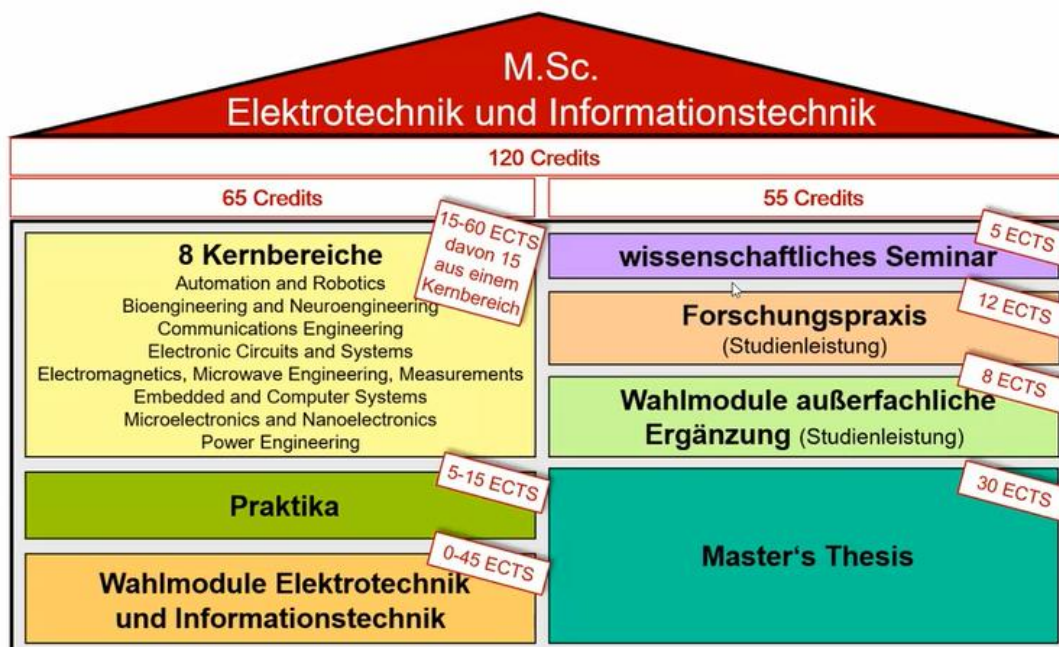 M.Sc.
Elektrotechnik und Informationstechnik
120 Credits
65 Credits
55 Credits
15-60 ECTS
davon 15
aus einem
Kernbereich
8 Kernbereiche
Automation and Robotics
Bioengineering and Neuroengineering
Communications Engineering
Electronic Circuits and Systems
Electromagnetics, Microwave Engineering, Measurements
Embedded and Computer Systems
Microelectronics and Nanoelectronics
Power Engineering
5-15 ECTS
Praktika
0-45 ECTS
Wahlmodule Elektrotechnik
und Informationstechnik
5 ECTS
wissenschaftliches Seminar
12 ECTS
Forschungspraxis
(Studienleistung)
8 ECTS
Wahlmodule außerfachliche
Ergänzung (Studienleistung)
30 ECTS
Master‘s Thesis